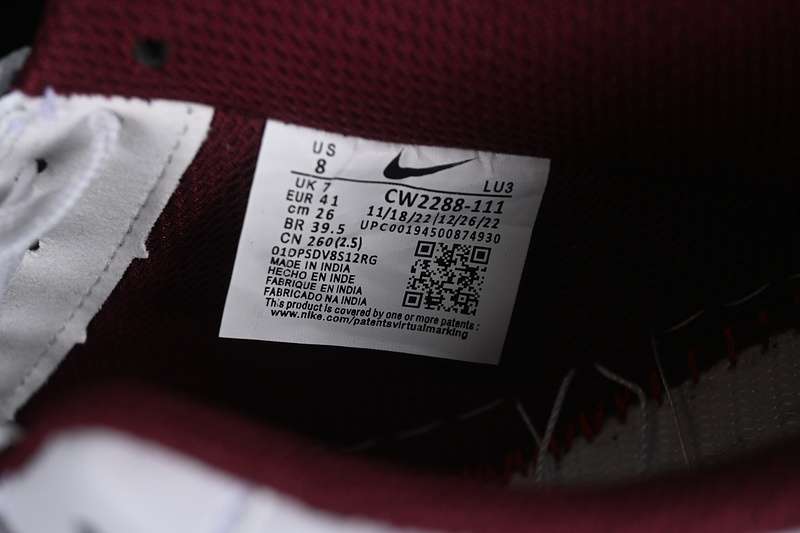 US
8
UK 7
LU3
EUR 41
CW2288-111
cm 26
11/18/22 | 12/26/22
BR 39.5
UPC00194500874930
CN 260(2.5)
01DPSDV8S12RG
MADE IN INDIA
HECHO EN INDE
FABRIQUE EN INDIA
FABRICADO NA INDIA
This product is covered by one or more patents :
www.nike.com/patentsvirtualmarking